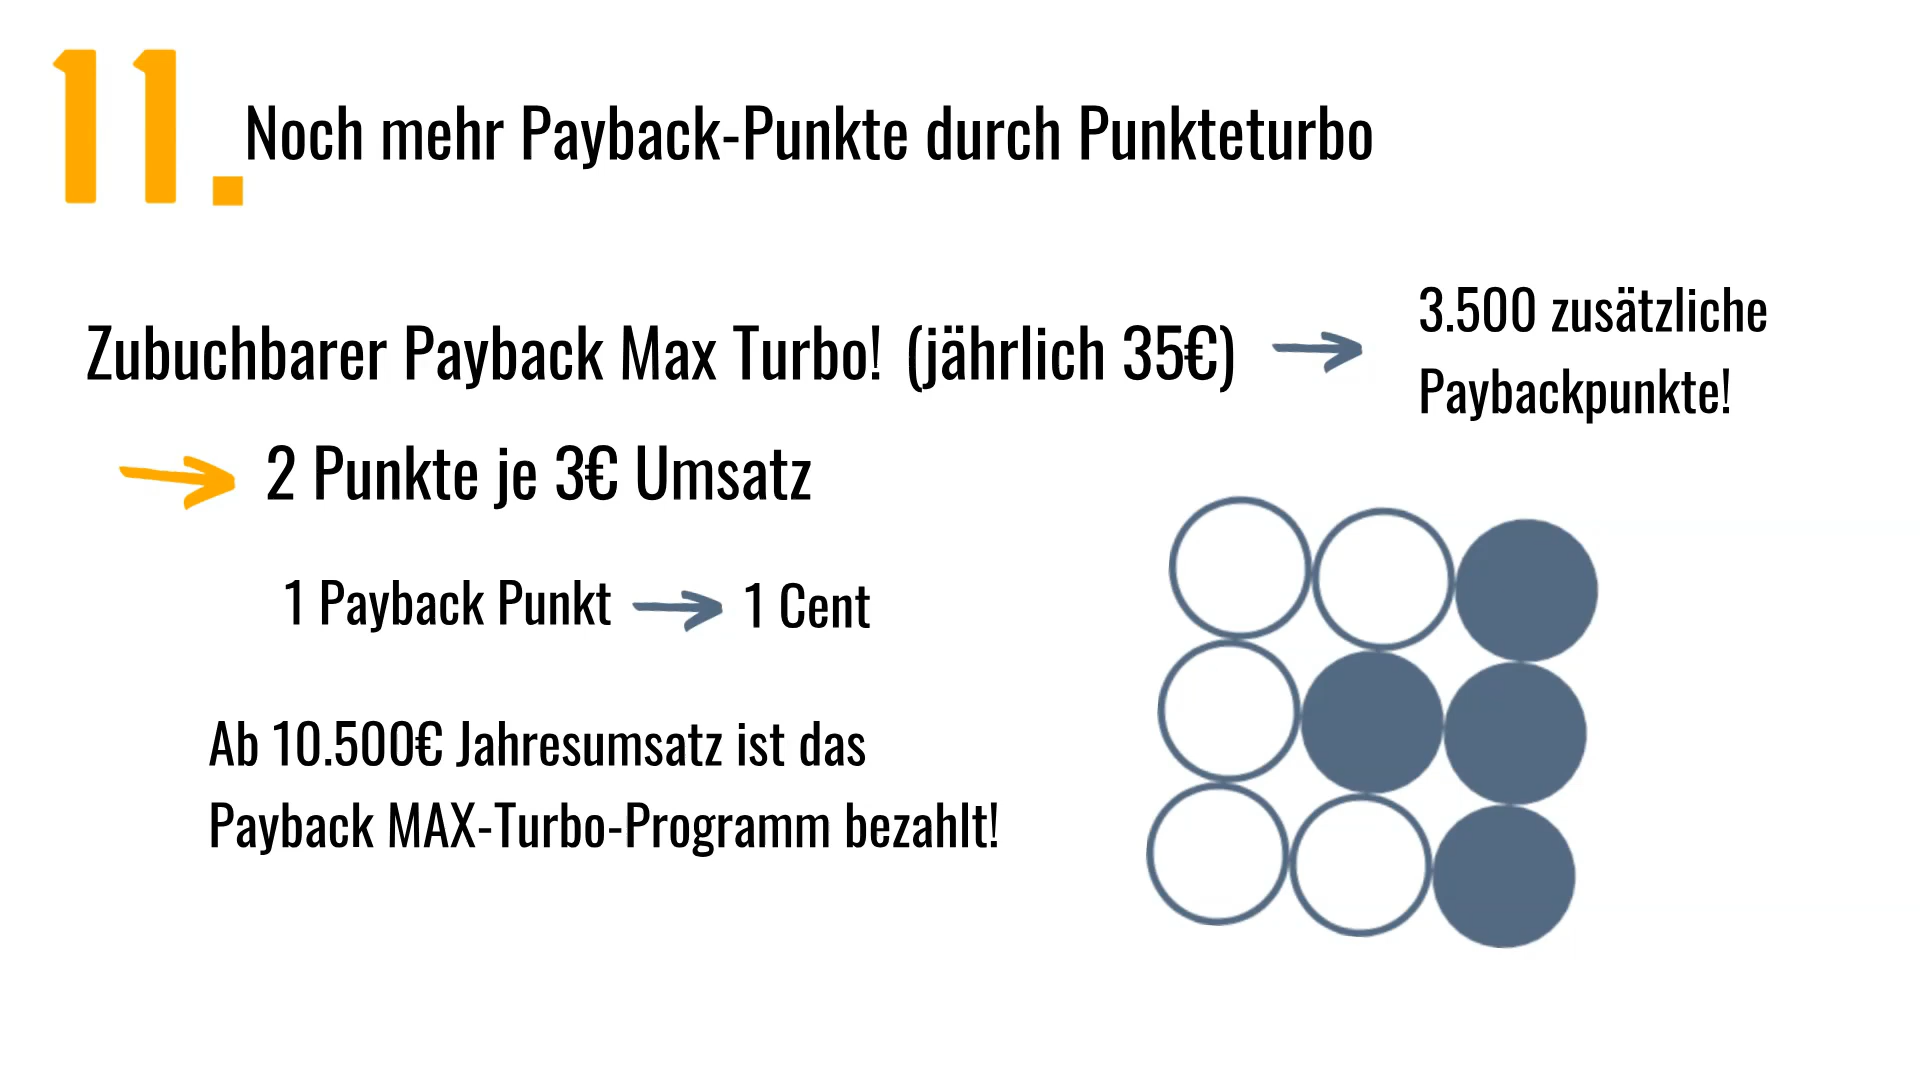 11. Noch mehr Payback-Punkte durch Punkteturbo
Zubuchbarer Payback Max Turbo! (jährlich 35€)
3.500 zusätzliche
Paybackpunkte!
2 Punkte je 3€ Umsatz
1 Payback Punkt
1 Cent
Ab 10.500€ Jahresumsatz ist das
Payback MAX-Turbo-Programm bezahlt!